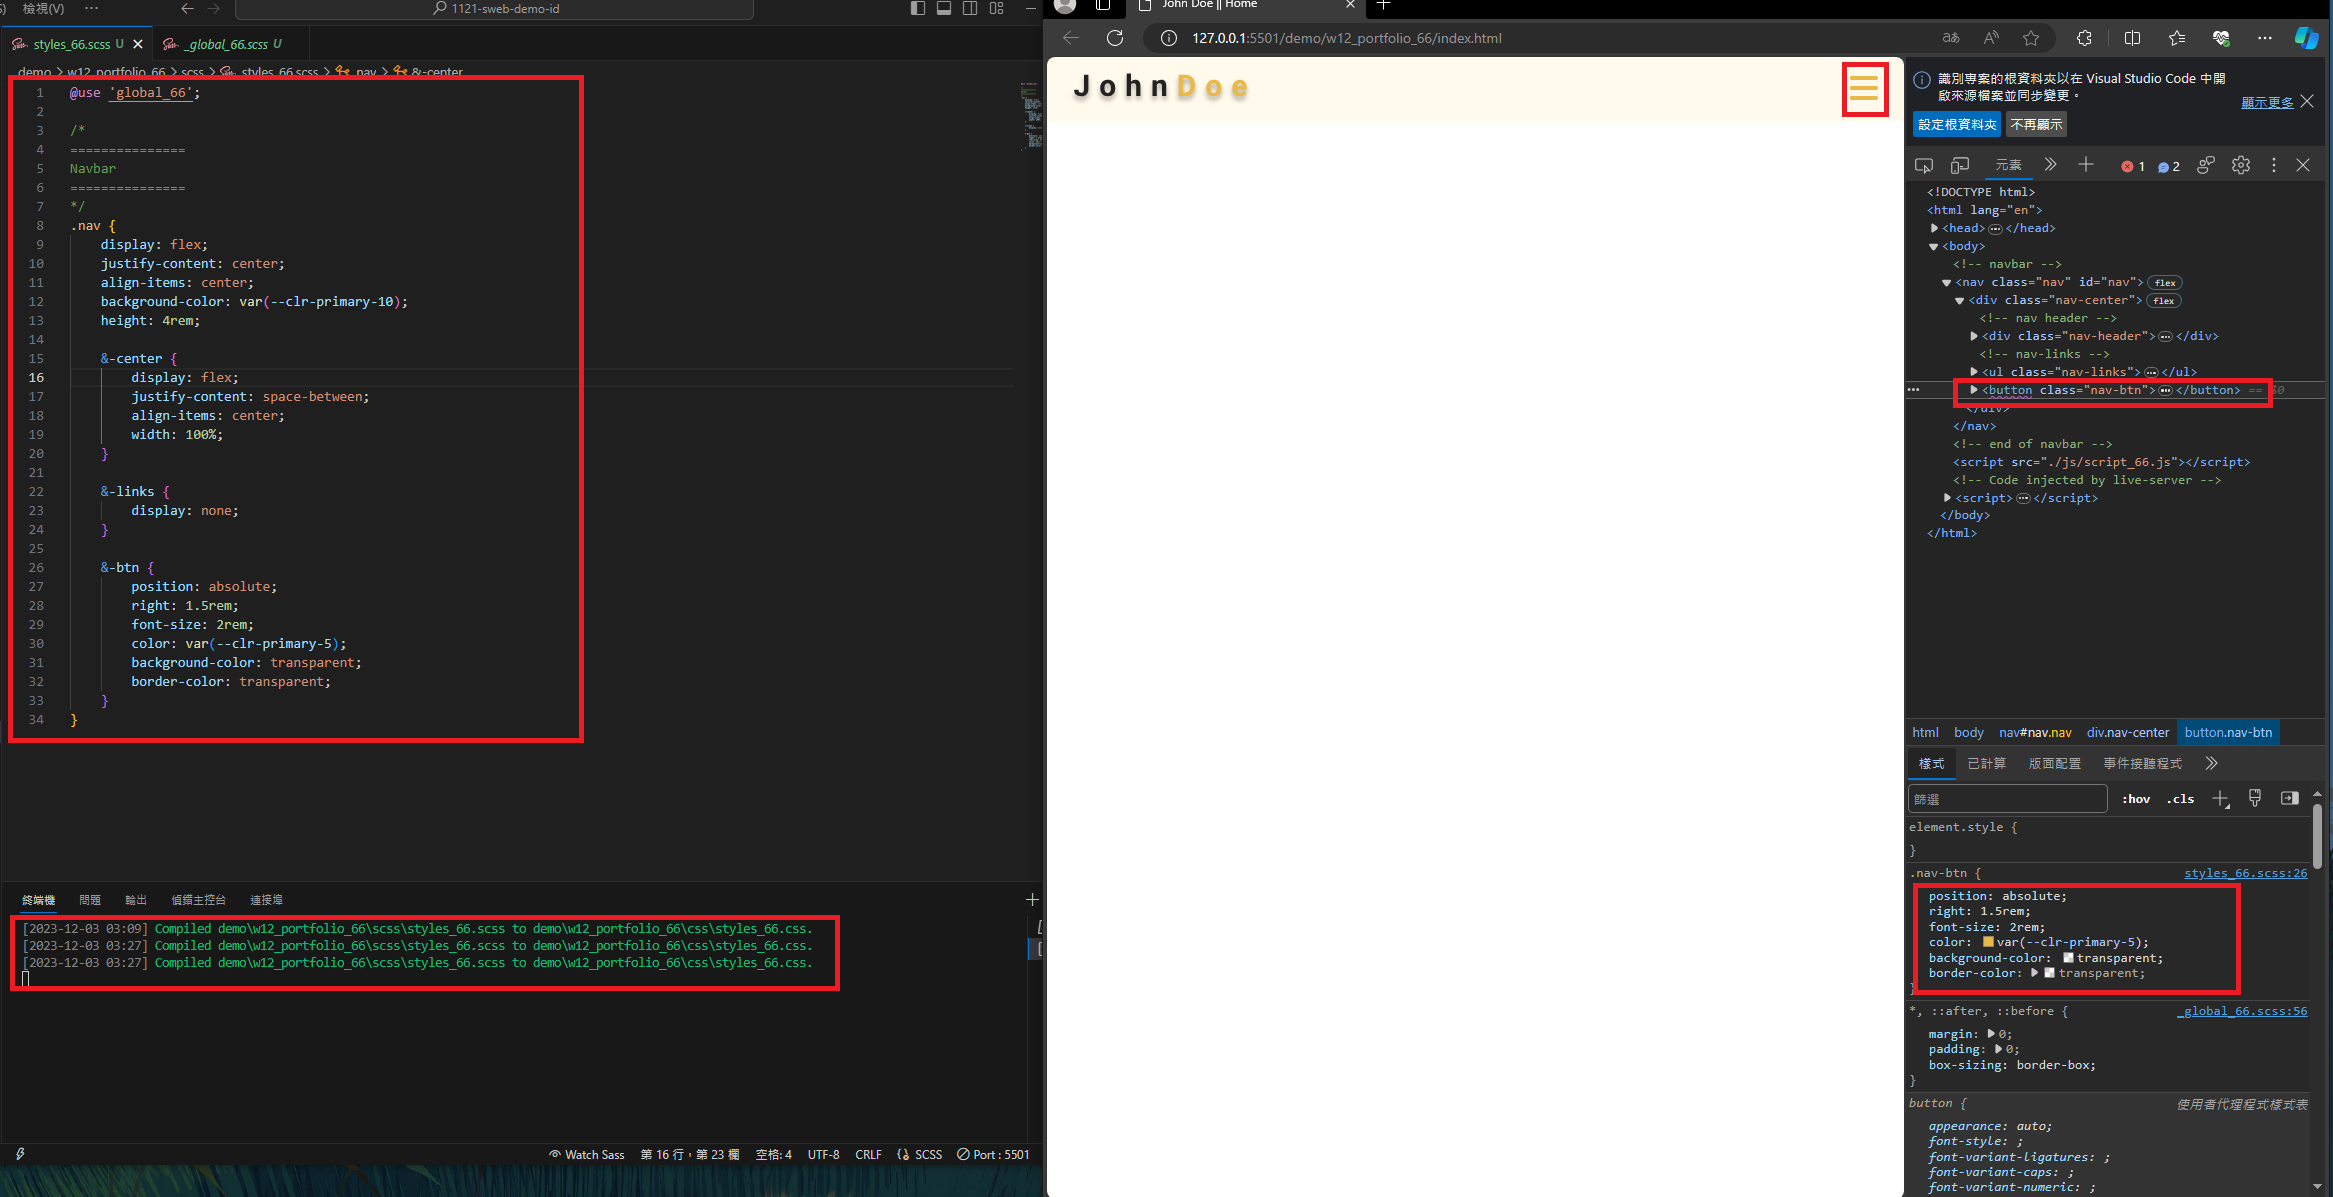 檢視(V) ···
1121-sweb-demo-id
styles_66.scss U
_global_66.scss U
demo > w12_portfolio_66 > scss > styles_66.scss > .nav > &-center
1 @use 'global_66';
2
3 /*
4 ===============
5 Navbar
6 ===============
7 */
8 .nav {
9 display: flex;
10 justify-content: center;
11 align-items: center;
12 background-color: var(--clr-primary-10);
13 height: 4rem;
14
15 &-center {
16 display: flex;
17 justify-content: space-between;
18 align-items: center;
19 width: 100%;
20 }
21
22 &-links {
23 display: none;
24 }
25
26 &-btn {
27 position: absolute;
28 right: 1.5rem;
29 font-size: 2rem;
30 color: var(--clr-primary-5);
31 background-color: transparent;
32 border-color: transparent;
33 }
34 }
終端機 問題 輸出 偵錯主控台 連接埠
[2023-12-03 03:09] Compiled demo\w12_portfolio_66\scss\styles_66.scss to demo\w12_portfolio_66\css\styles_66.css.
[2023-12-03 03:27] Compiled demo\w12_portfolio_66\scss\styles_66.scss to demo\w12_portfolio_66\css\styles_66.css.
[2023-12-03 03:27] Compiled demo\w12_portfolio_66\scss\styles_66.scss to demo\w12_portfolio_66\css\styles_66.css.
Watch Sass 第 16 行，第 23 欄 空格: 4 UTF-8 CRLF SCSS Port : 5501
John Doe || Home
127.0.0.1:5501/demo/w12_portfolio_66/index.html
JohnDoe
識別專案的根資料夾以在 Visual Studio Code 中開
啟來源檔案並同步變更。
顯示更多
設定根資料夾 不再顯示
元素
1 2
<!DOCTYPE html>
<html lang="en">
<head> ··· </head>
<body>
<!-- navbar -->
<nav class="nav" id="nav"> flex
<div class="nav-center"> flex
<!-- nav header -->
<div class="nav-header"> ··· </div>
<!-- nav-links -->
<ul class="nav-links"> ··· </ul>
··· <button class="nav-btn"> ··· </button> == $0
</div>
</nav>
<!-- end of navbar -->
<script src="./js/script_66.js"></script>
<!-- Code injected by live-server -->
<script> ··· </script>
</body>
</html>
html body nav#nav.nav div.nav-center button.nav-btn
樣式 已計算 版面配置 事件接聽程式
篩選 :hov .cls
element.style {
}
.nav-btn { styles_66.scss:26
position: absolute;
right: 1.5rem;
font-size: 2rem;
color: var(--clr-primary-5);
background-color: transparent;
border-color: transparent;
}
*, ::after, ::before { _global_66.scss:56
margin: 0;
padding: 0;
box-sizing: border-box;
}
button { 使用者代理程式樣式表
appearance: auto;
font-style: ;
font-variant-ligatures: ;
font-variant-caps: ;
font-variant-numeric: ;